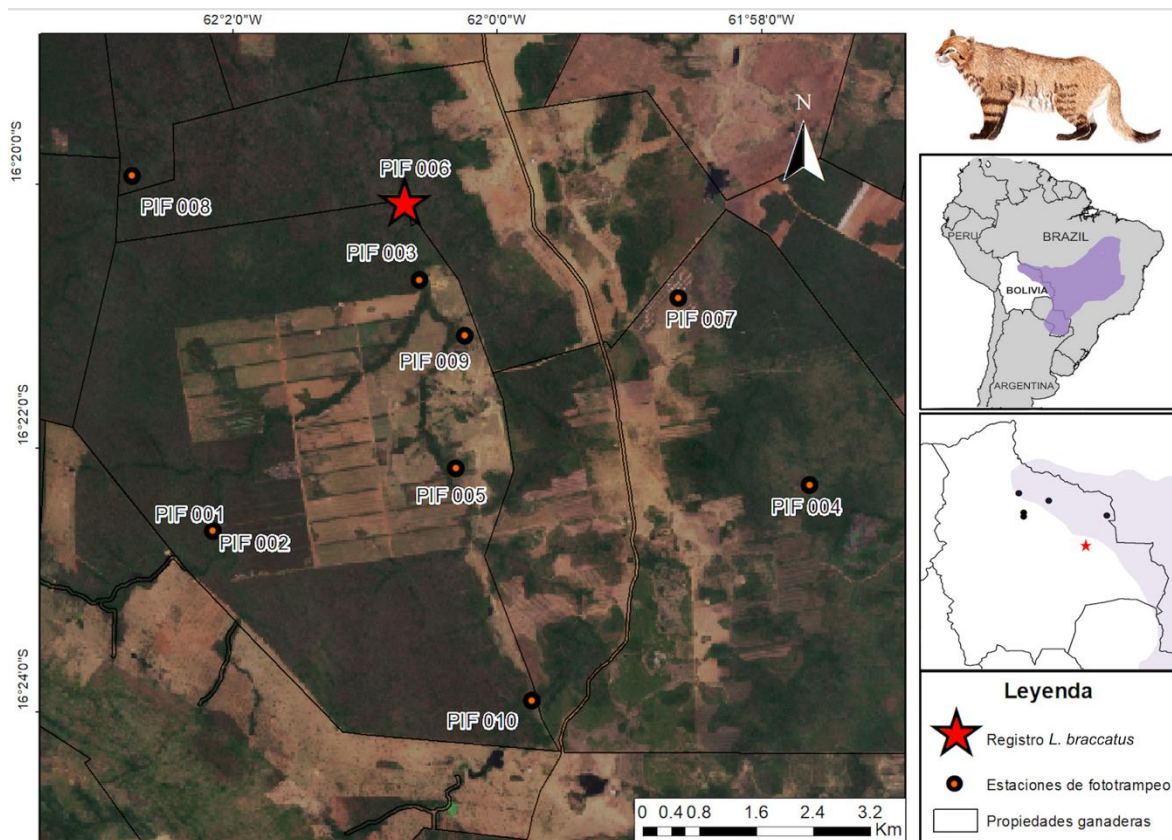 62°2'0"W
62°0'0"W
61°58'0"W
16°20'0"S
16°22'0"S
16°24'0"S
N
PIF 006
PIF 008
PIF 003
PIF 007
PIF 009
PIF 005
PIF 004
PIF 001
PIF 002
PIF 010
0 0.4 0.8 1.6 2.4 3.2
Km
PERU
BRAZIL
BOLIVIA
ARGENTINA
Leyenda
Registro L. braccatus
Estaciones de fototrampeo
Propiedades ganaderas